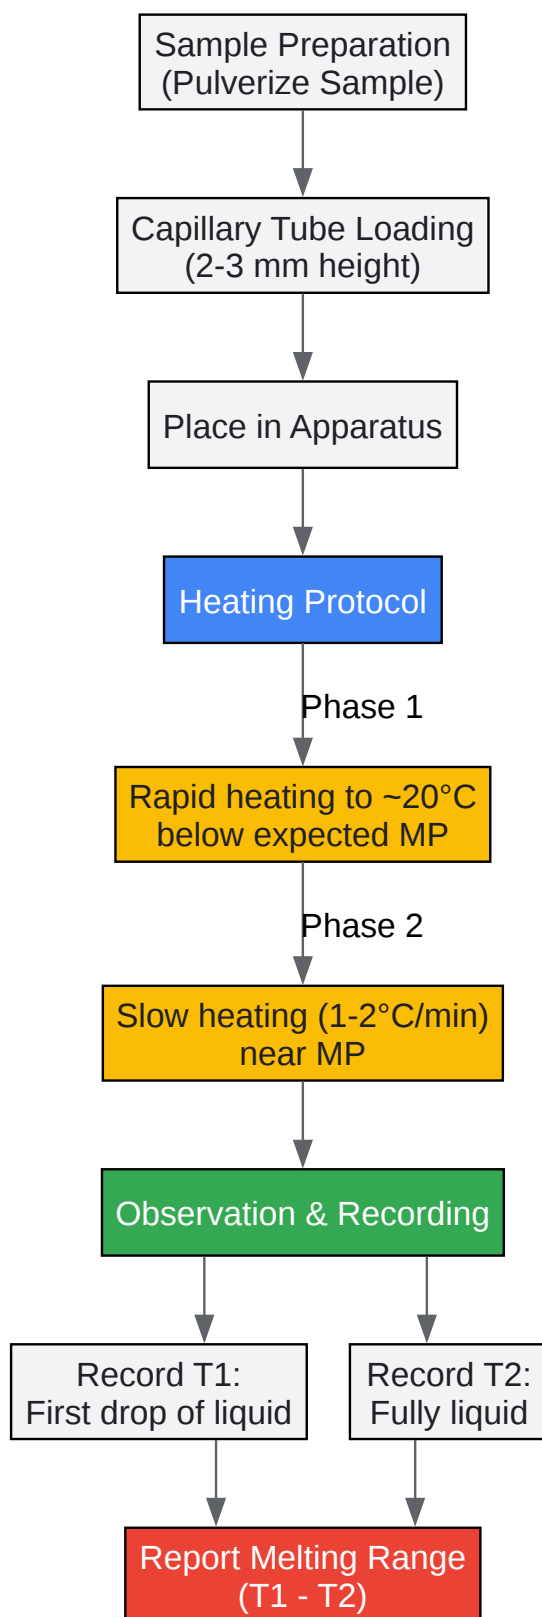 Sample Preparation
(Pulverize Sample)
Capillary Tube Loading
(2-3 mm height)
Place in Apparatus
Heating Protocol
Phase 1
Rapid heating to ~20°C
below expected MP
Phase 2
Slow heating (1-2°C/min)
near MP
Observation & Recording
Record T1:
First drop of liquid
Record T2:
Fully liquid
Report Melting Range
(T1 - T2)